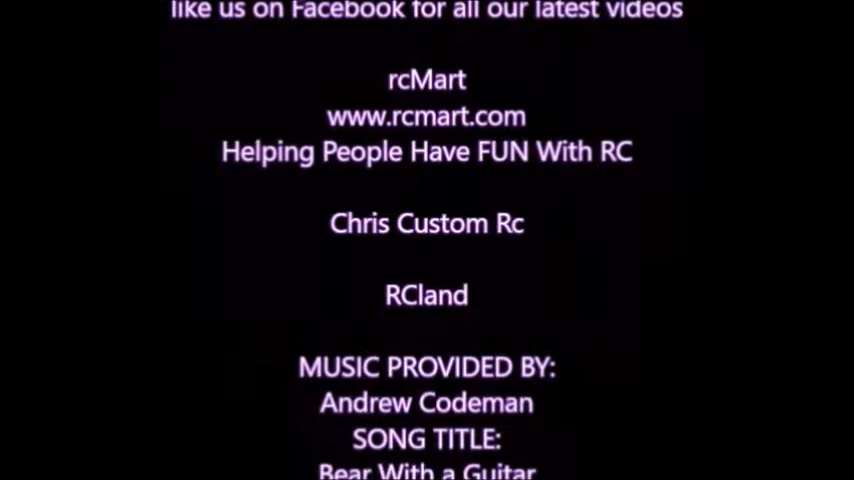 like us on Facebook for all our latest videos
rcMart
www.rcmart.com
Helping People Have FUN With RC
Chris Custom Rc
RCland
MUSIC PROVIDED BY:
Andrew Codeman
SONG TITLE:
Bear With a Guitar